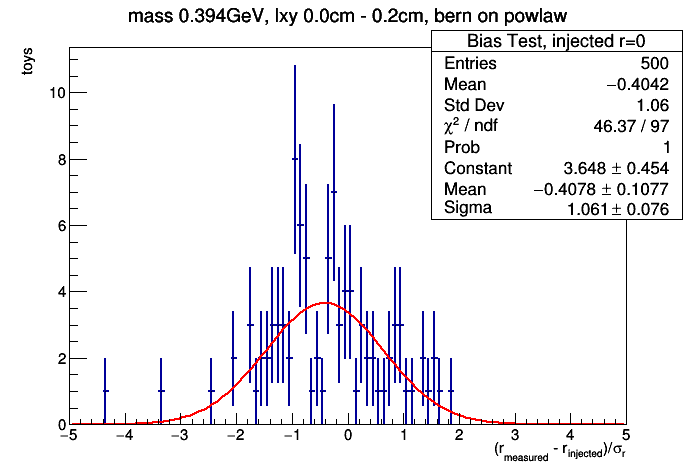 mass 0.394GeV, lxy 0.0cm - 0.2cm, bern on powlaw
Bias Test, injected r=0
Entries 500
Mean −0.4042
Std Dev 1.06
χ² / ndf 46.37 / 97
Prob 1
Constant 3.648 ± 0.454
Mean −0.4078 ± 0.1077
Sigma 1.061 ± 0.076
toys
10
8
6
4
2
0
−5 −4 −3 −2 −1 0 1 2 3 4 5
(r_measured - r_injected)/σ_r